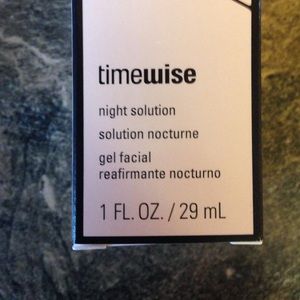 timewise
night solution
solution nocturne
gel facial
reafirmante nocturno
1 FL. OZ. / 29 mL